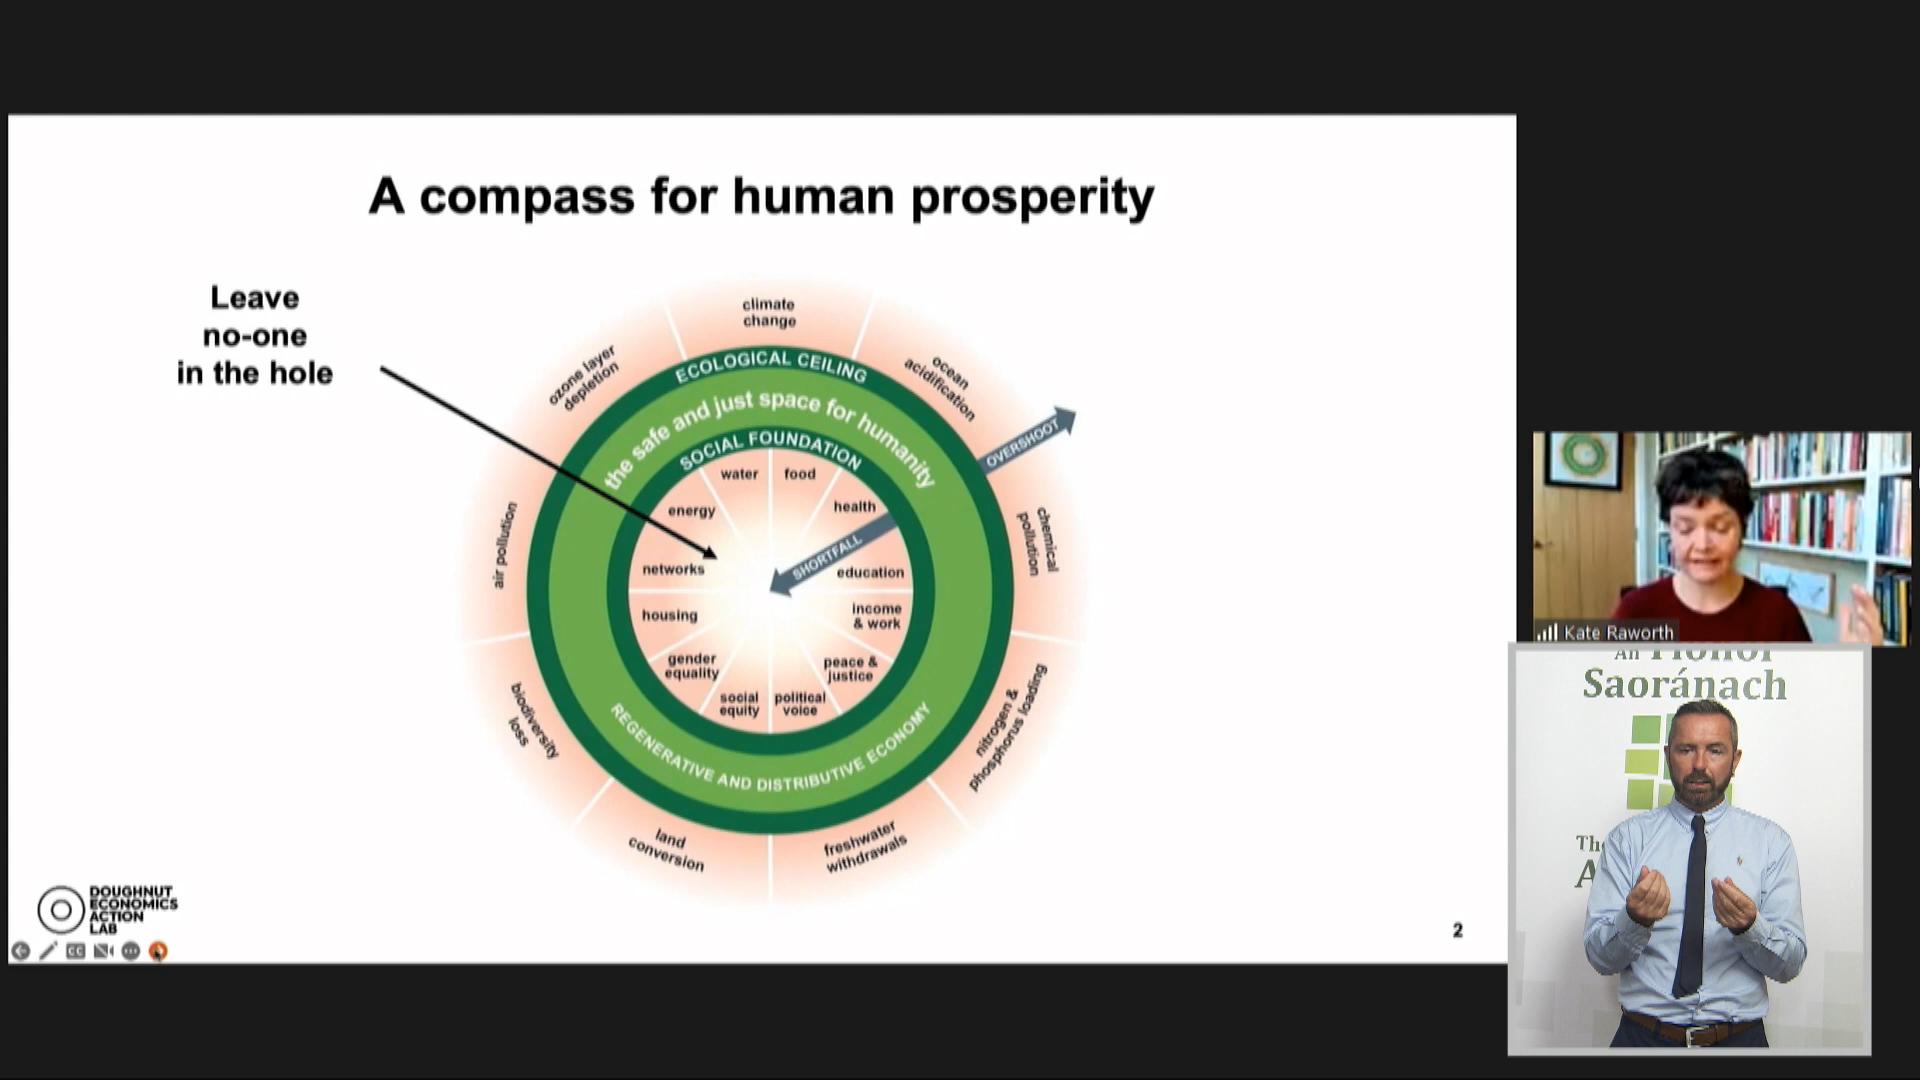 A compass for human prosperity
Leave
no-one
in the hole
climate
change
ozone layer
depletion
ocean
acidification
ECOLOGICAL CEILING
the safe and just space for humanity
SOCIAL FOUNDATION
OVERSHOOT
water
food
energy
health
SHORTFALL
air pollution
chemical
pollution
networks
education
housing
income
& work
gender
equality
peace &
justice
social
equity
political
voice
biodiversity
loss
nitrogen &
phosphorus loading
REGENERATIVE AND DISTRIBUTIVE ECONOMY
land
conversion
freshwater
withdrawals
DOUGHNUT
ECONOMICS
ACTION
LAB
CC
2
Kate Raworth
An
Saoránach